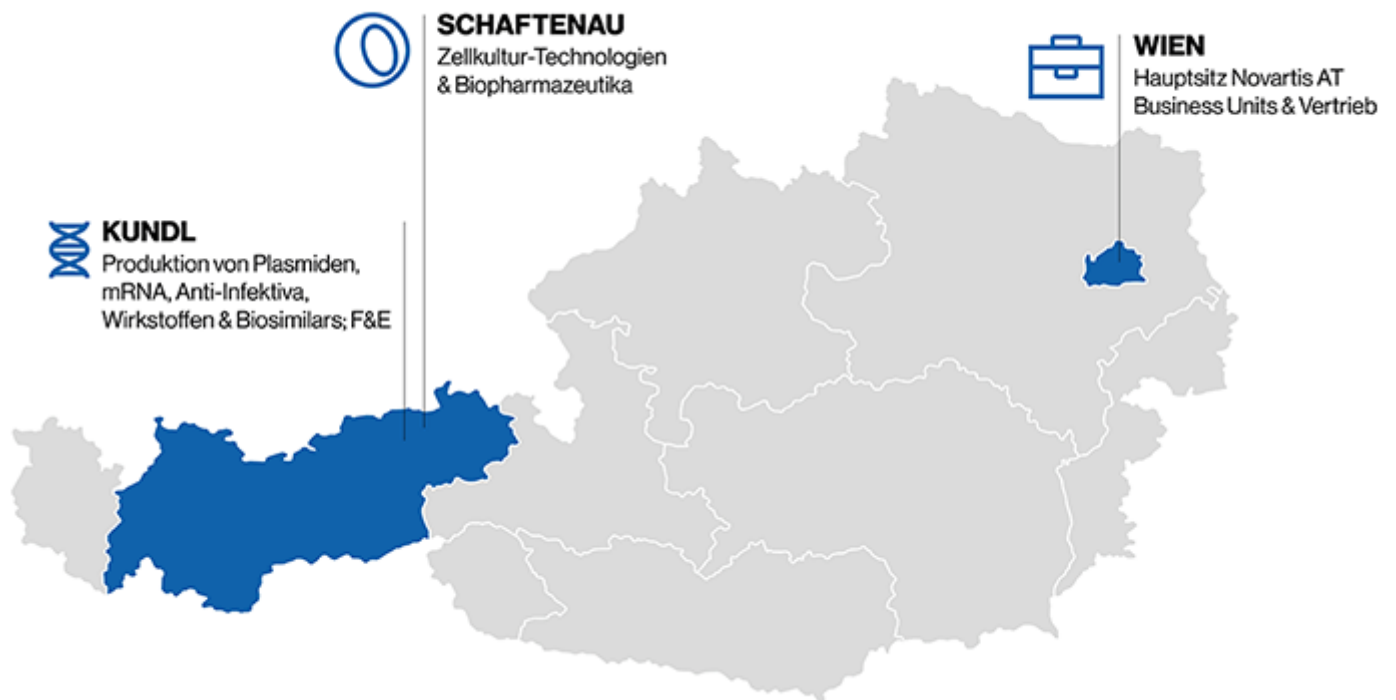 SCHAFTENAU
Zellkultur-Technologien
& Biopharmazeutika
WIEN
Hauptsitz Novartis AT
Business Units & Vertrieb
KUNDL
Produktion von Plasmiden,
mRNA, Anti-Infektiva,
Wirkstoffen & Biosimilars; F&E